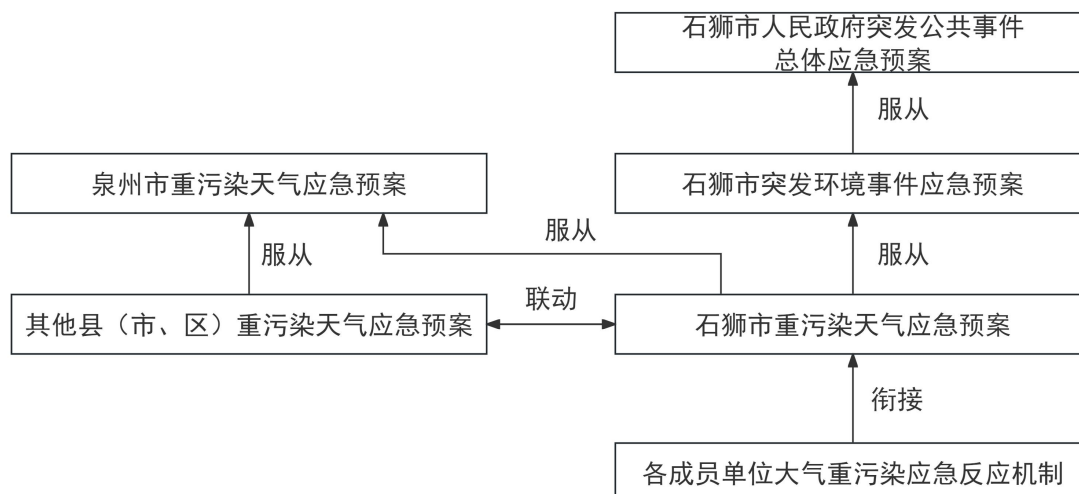 石狮市人民政府突发公共事件
总体应急预案
服从
泉州市重污染天气应急预案
石狮市突发环境事件应急预案
服从
服从
服从
联动
其他县（市、区）重污染天气应急预案
石狮市重污染天气应急预案
衔接
各成员单位大气重污染应急反应机制